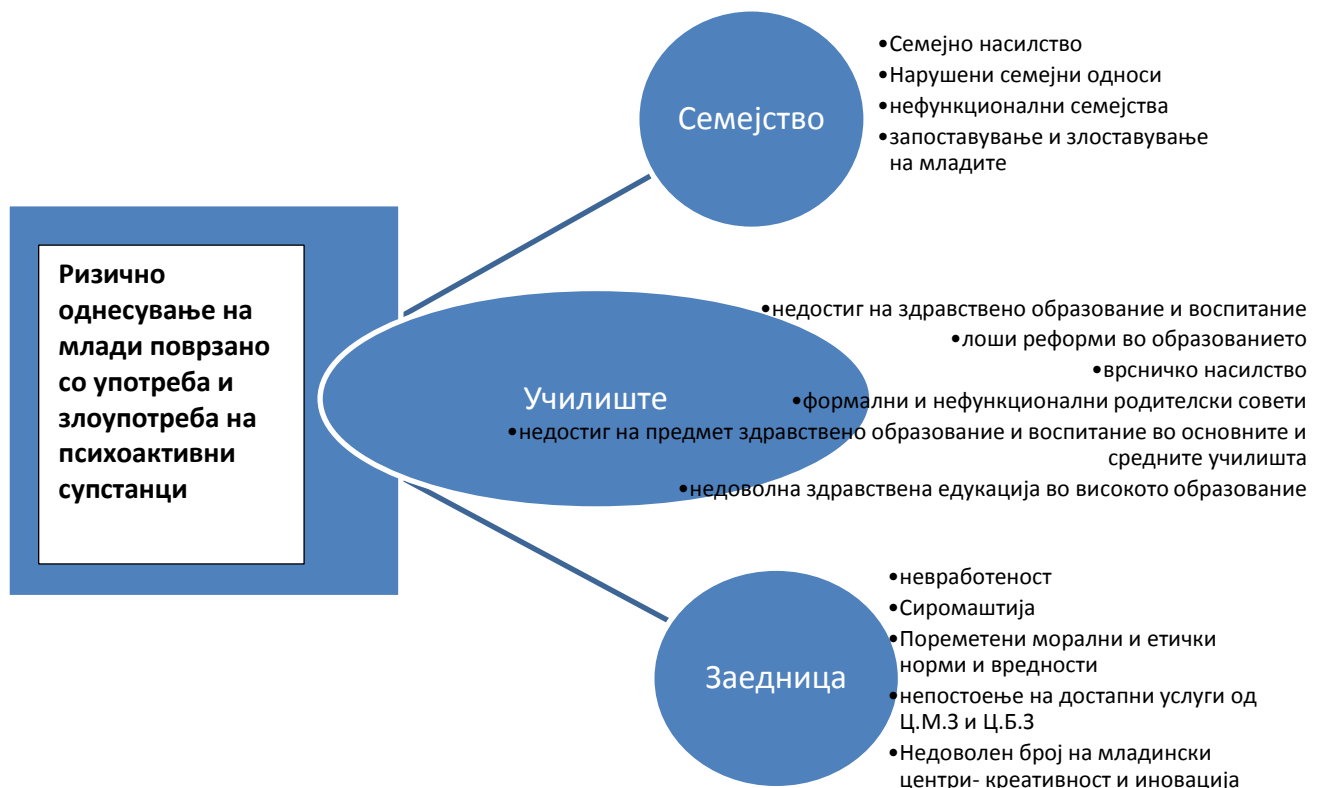 Ризично
однесување на
млади поврзано
со употреба и
злоупотреба на
психоактивни
супстанци
Семејство
•Семејно насилство
•Нарушени семејни односи
•нефункционални семејства
•запоставување и злоставување
на младите
Училиште
•недостиг на здравствено образование и воспитание
•лоши реформи во образованието
•врсничко насилство
•формални и нефункционални родителски совети
•недостиг на предмет здравствено образование и воспитание во основните и
средните училишта
•недоволна здравствена едукација во високото образование
Заедница
•невработеност
•Сиромаштија
•Пореметени морални и етички
норми и вредности
•непостоење на достапни услуги од
Ц.М.З и Ц.Б.З
•Недоволен број на младински
центри- креативност и иновација